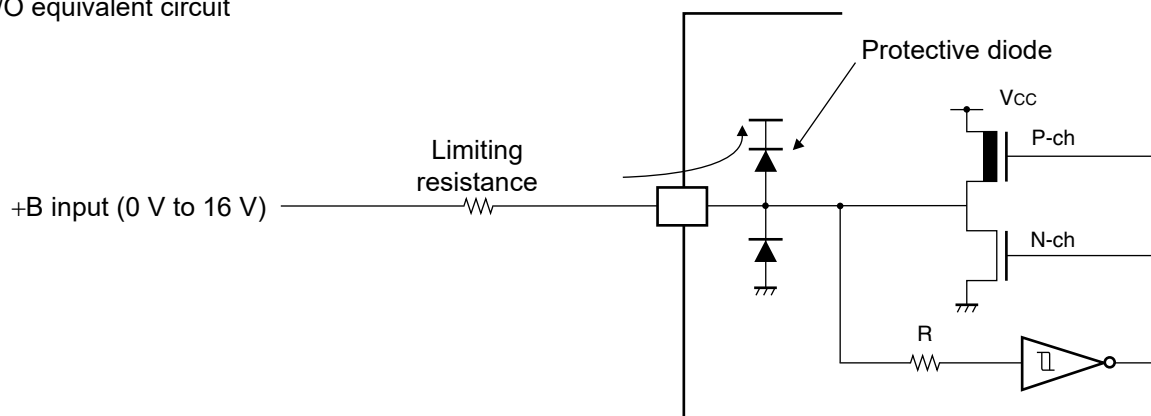 /O equivalent circuit
Protective diode
VCC
P-ch
Limiting
resistance
+B input (0 V to 16 V)
N-ch
R